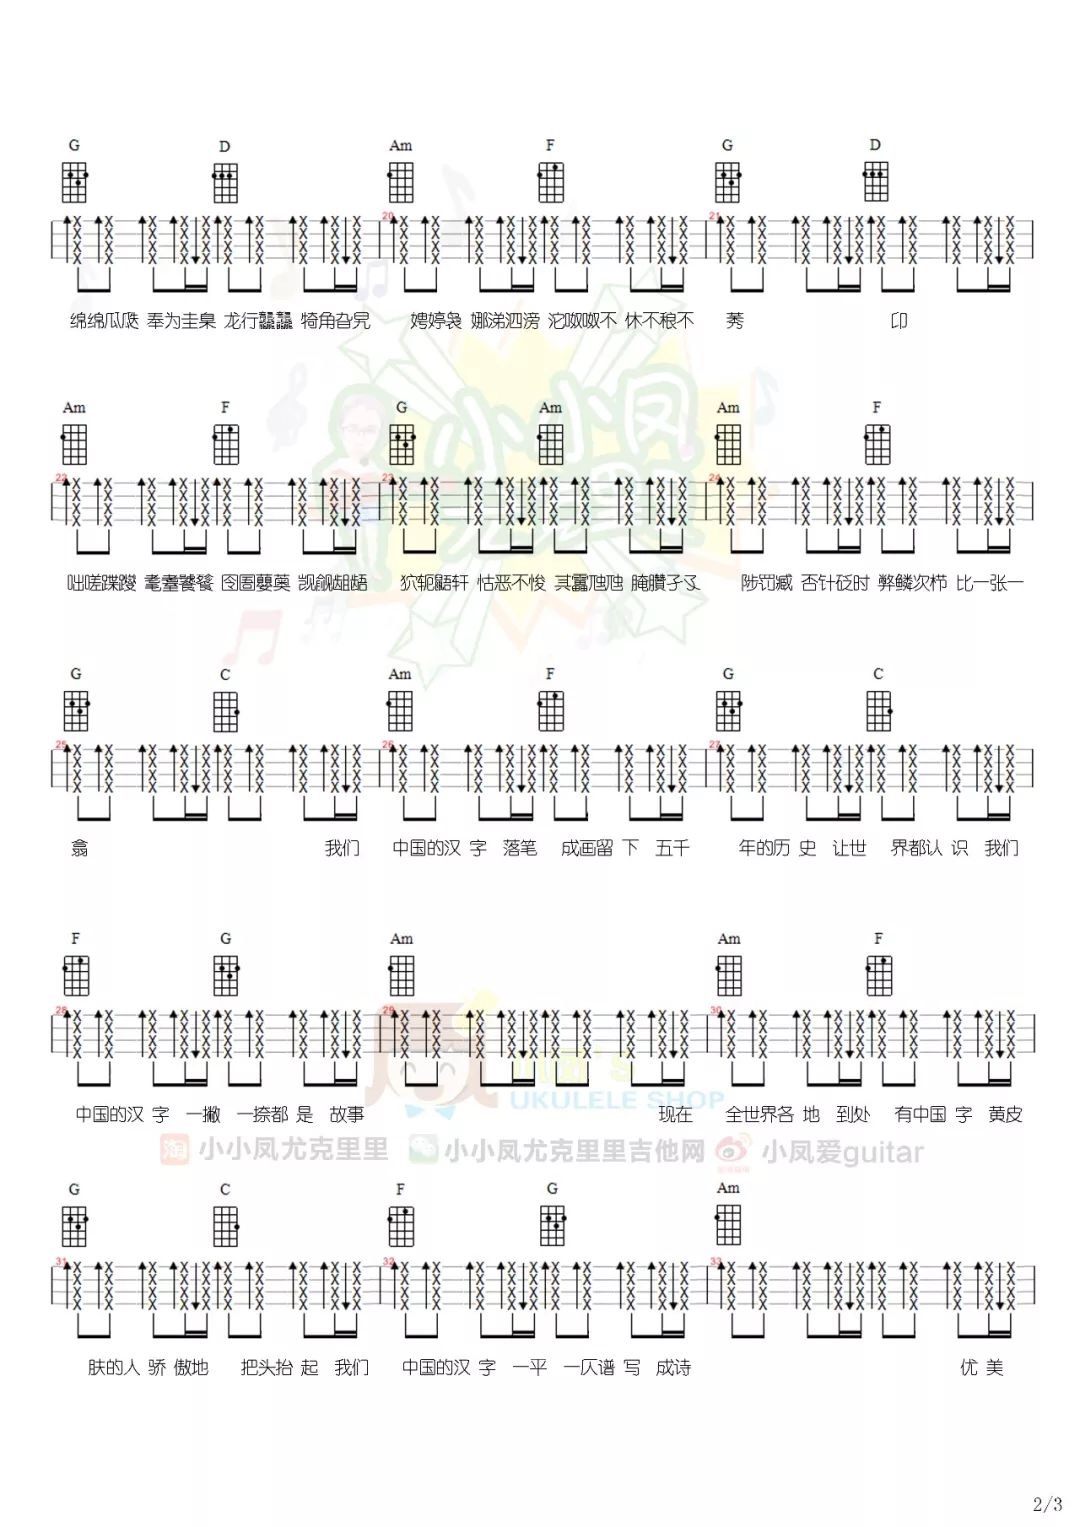 G D Am F G D
20 21
绵绵瓜瓞 奉为圭臬 龙行龘龘 犄角旮旯 娉婷袅 娜涕泗滂 沱呶呶不 休不稂不 莠 卬
Am F G Am Am F
22 23 24
咄嗟蹀躞 耄耋饕餮 囹圄蘡薁 觊觎龃龉 狖轭鼯轩 怙恶不悛 其靁虺虺 腌臢孑孓 陟罚臧 否针砭时 弊鳞次栉 比一张一
G C Am F G C
25 26 27
翕 我们 中国的汉 字 落笔 成画留 下 五千 年的历 史 让世 界都认 识 我们
F G Am Am F
28 29 30
中国的汉 字 一撇 一捺都 是 故事 现在 全世界各 地 到处 有中国 字 黄皮
小凤's
UKULELE SHOP
淘 小小凤尤克里里 小小凤尤克里里吉他网 小凤爱guitar
G C F G Am
31 32 33
肤的人 骄 傲地 把头抬 起 我们 中国的汉 字 一平 一仄谱 写 成诗 优 美
2/3